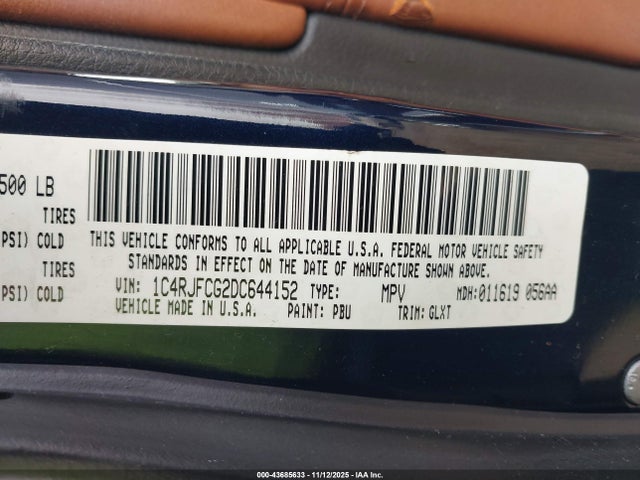 500 LB
TIRES
PSI) COLD
TIRES
PSI) COLD
THIS VEHICLE CONFORMS TO ALL APPLICABLE U.S.A. FEDERAL MOTOR VEHICLE SAFETY
STANDARDS IN EFFECT ON THE DATE OF MANUFACTURE SHOWN ABOVE.
VIN: 1C4RJFCG2DC644152 TYPE: MPV MDH:011619 056AA
VEHICLE MADE IN U.S.A. PAINT: PBU TRIM: GLXT
000-43685633 - 11/12/2025 - IAA Inc.